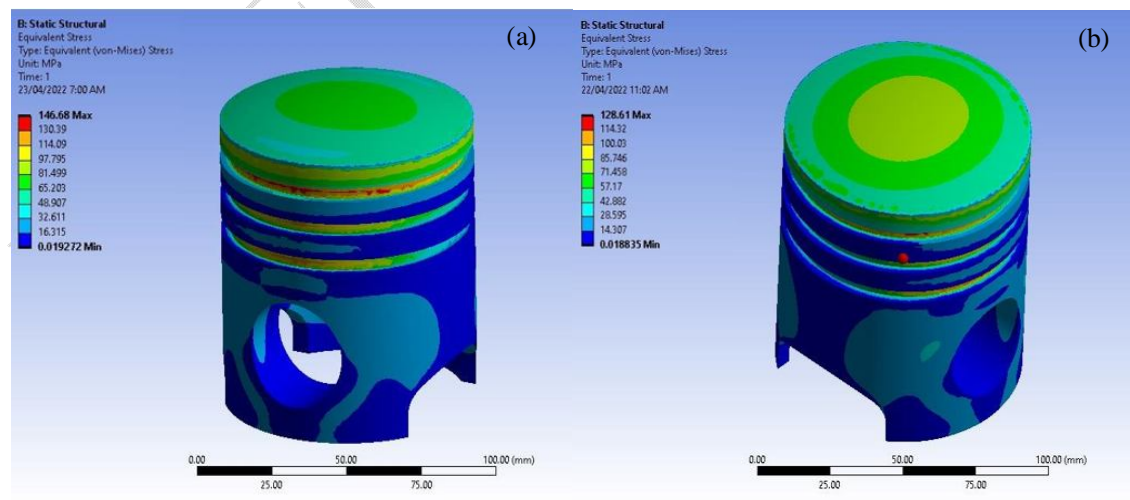 B: Static Structural
Equivalent Stress
Type: Equivalent (von-Mises) Stress
Unit: MPa
Time: 1
23/04/2022 7:00 AM
(a)
146.68 Max
130.39
114.09
97.795
81.499
65.203
48.907
32.611
16.315
0.019272 Min
0.00
50.00
100.00 (mm)
25.00
75.00
B: Static Structural
Equivalent Stress
Type: Equivalent (von-Mises) Stress
Unit: MPa
Time: 1
22/04/2022 11:02 AM
(b)
128.61 Max
114.32
100.03
85.746
71.458
57.17
42.882
28.595
14.307
0.018835 Min
0.00
50.00
100.00 (mm)
25.00
75.00